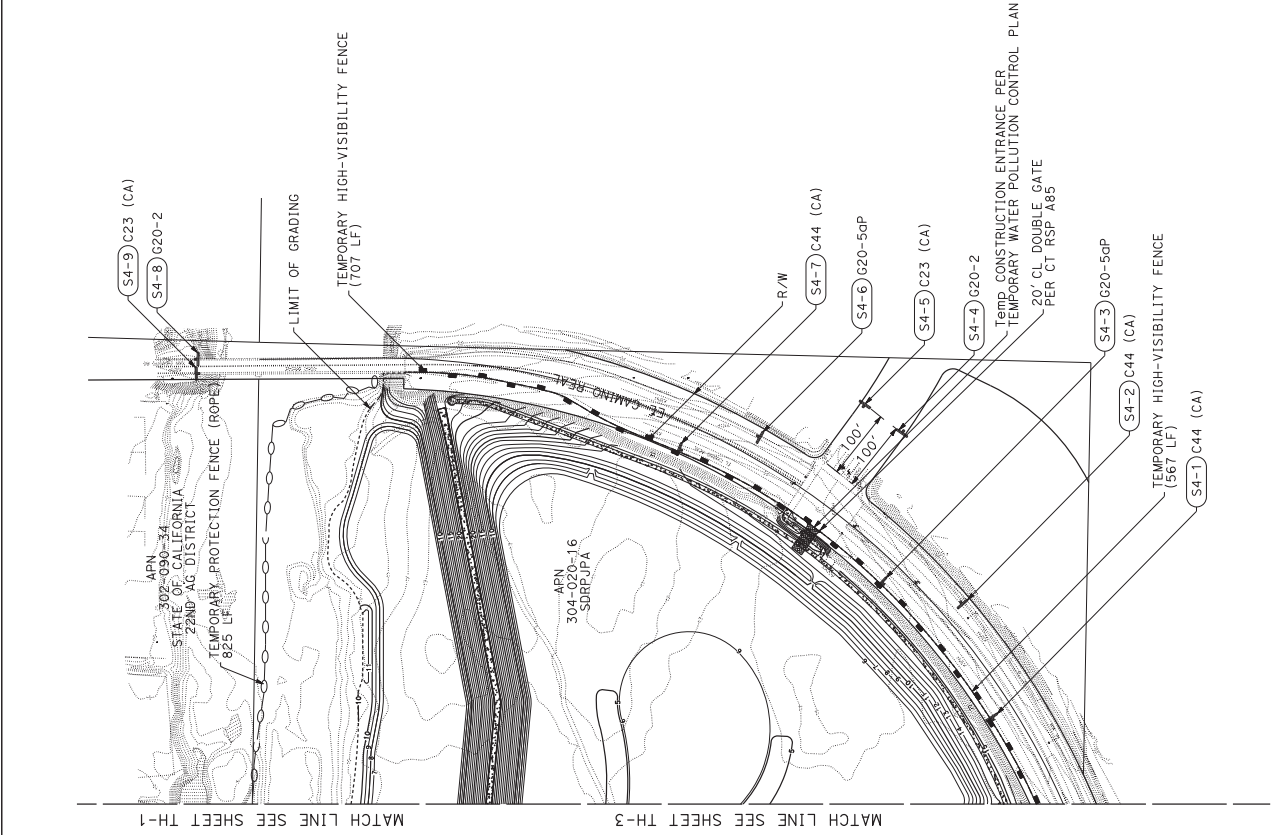 S4-9 C23 (CA)
S4-8 G20-2
LIMIT OF GRADING
TEMPORARY HIGH-VISIBILITY FENCE
(707 LF)
R/W
S4-7 C44 (CA)
S4-6 G20-5aP
S4-5 C23 (CA)
S4-4 G20-2
Temp CONSTRUCTION ENTRANCE PER
TEMPORARY WATER POLLUTION CONTROL PLAN
20' CL DOUBLE GATE
PER CT RSP A85
S4-3 G20-5aP
S4-2 C44 (CA)
TEMPORARY HIGH-VISIBILITY FENCE
(567 LF)
S4-1 C44 (CA)
APN
302-090-34
STATE OF CALIFORNIA
22ND AG DISTRICT
TEMPORARY PROTECTION FENCE (ROPE)
825 LF
APN
304-020-16
SDRPJPA
EL CAMINO REAL
100'
100'
MATCH LINE SEE SHEET TH-1
MATCH LINE SEE SHEET TH-3